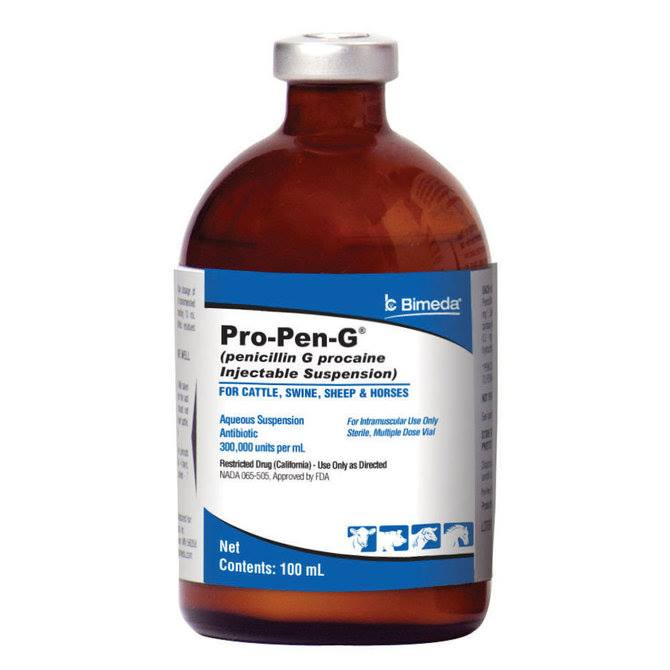 Bimeda®
Pro-Pen-G®
(penicillin G procaine
Injectable Suspension)
FOR CATTLE, SWINE, SHEEP & HORSES
Aqueous Suspension
Antibiotic
300,000 units per mL
For Intramuscular Use Only
Sterile, Multiple Dose Vial
Restricted Drug (California) - Use Only as Directed
NADA 065-505, Approved by FDA
Net
Contents: 100 mL